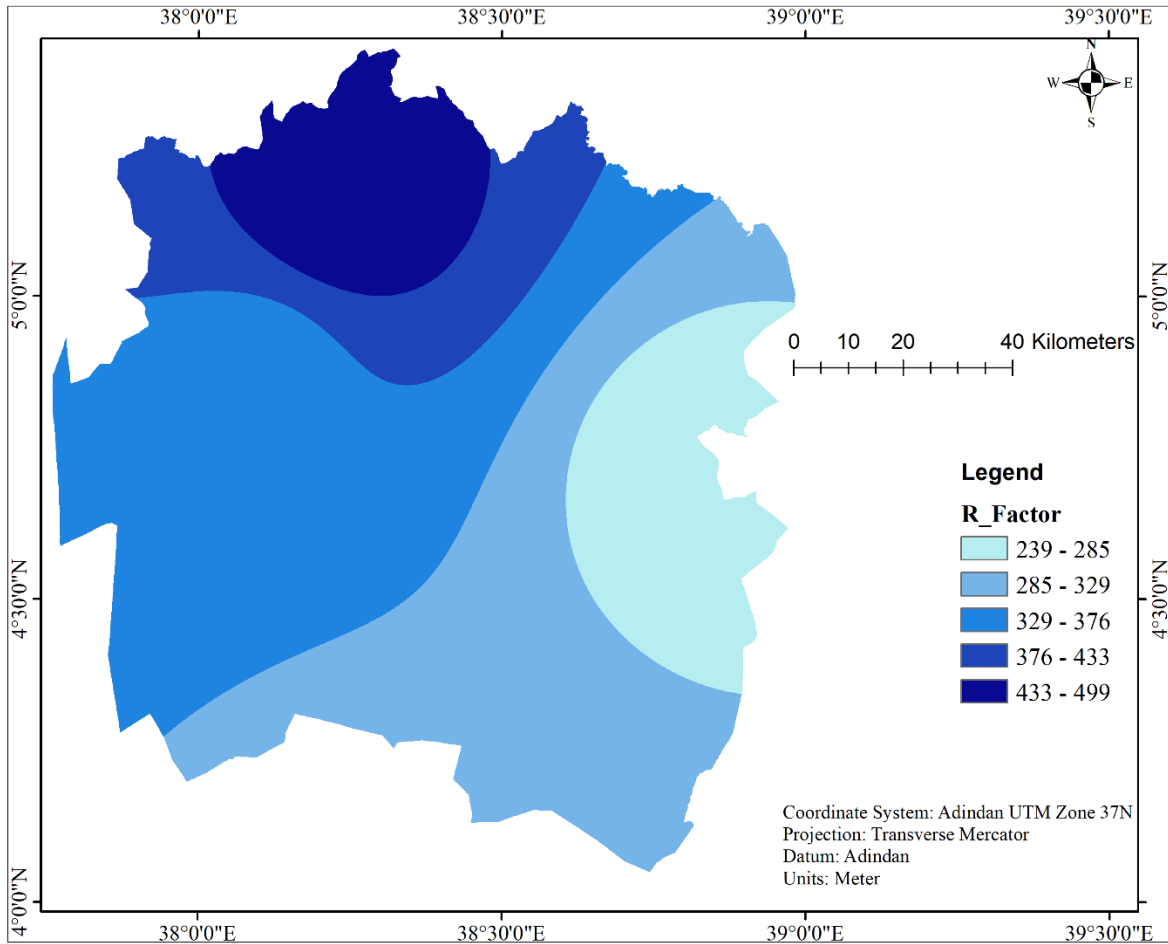 38°0'0"E 38°30'0"E 39°0'0"E 39°30'0"E
N
W E
S
5°0'0"N 5°0'0"N
0 10 20 40 Kilometers
Legend
R_Factor
239 - 285
285 - 329
4°30'0"N 4°30'0"N
329 - 376
376 - 433
433 - 499
Coordinate System: Adindan UTM Zone 37N
Projection: Transverse Mercator
Datum: Adindan
Units: Meter
4°0'0"N 4°0'0"N
38°0'0"E 38°30'0"E 39°0'0"E 39°30'0"E